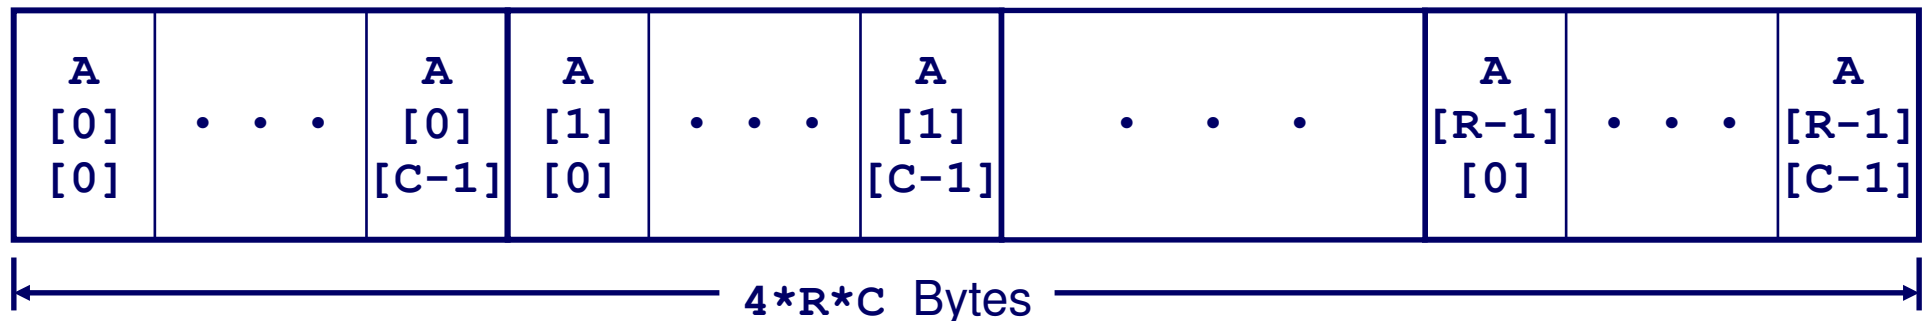 A A A A A A
[0] • • • [0] [1] • • • [1] • • • [R-1] • • • [R-1]
[0] [C-1] [0] [C-1] [0] [C-1]
4*R*C Bytes